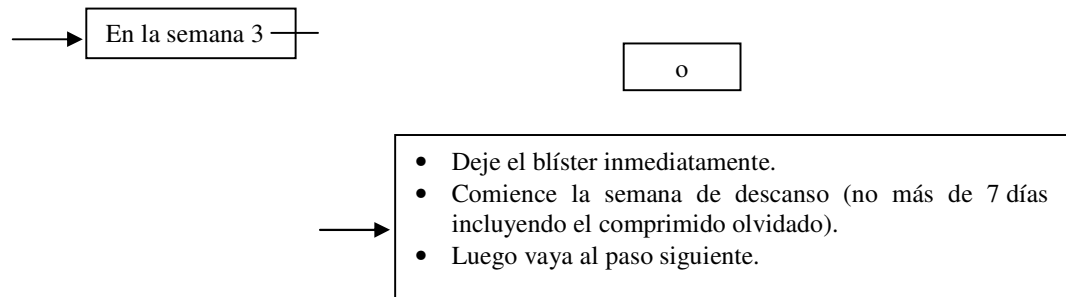 En la semana 3
o
• Deje el blíster inmediatamente.
• Comience la semana de descanso (no más de 7 días
incluyendo el comprimido olvidado).
• Luego vaya al paso siguiente.